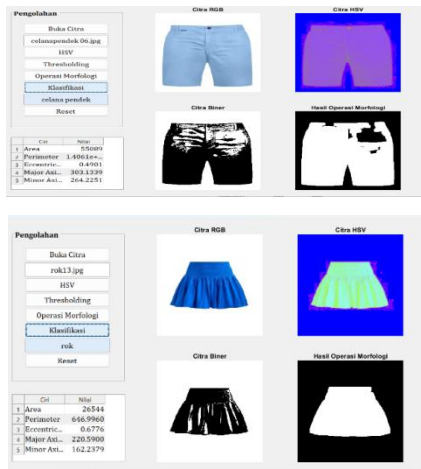 Pengolahan
Buka Citra
celanapendek 06.jpg
HSV
Thresholding
Operasi Morfologi
Klasifikasi
celana pendek
Reset
Ciri Nilai
1 Area 55089
2 Perimeter 1.4061e+...
3 Eccentric... 0.4901
4 Major Axi... 303.1339
5 Minor Axi... 264.2251
Citra RGB
Citra HSV
Citra Biner
Hasil Operasi Morfologi
Pengolahan
Buka Citra
rok13.jpg
HSV
Thresholding
Operasi Morfologi
Klasifikasi
rok
Reset
Ciri Nilai
1 Area 26544
2 Perimeter 646.9960
3 Eccentric... 0.6776
4 Major Axi... 220.5900
5 Minor Axi... 162.2379
Citra RGB
Citra HSV
Citra Biner
Hasil Operasi Morfologi